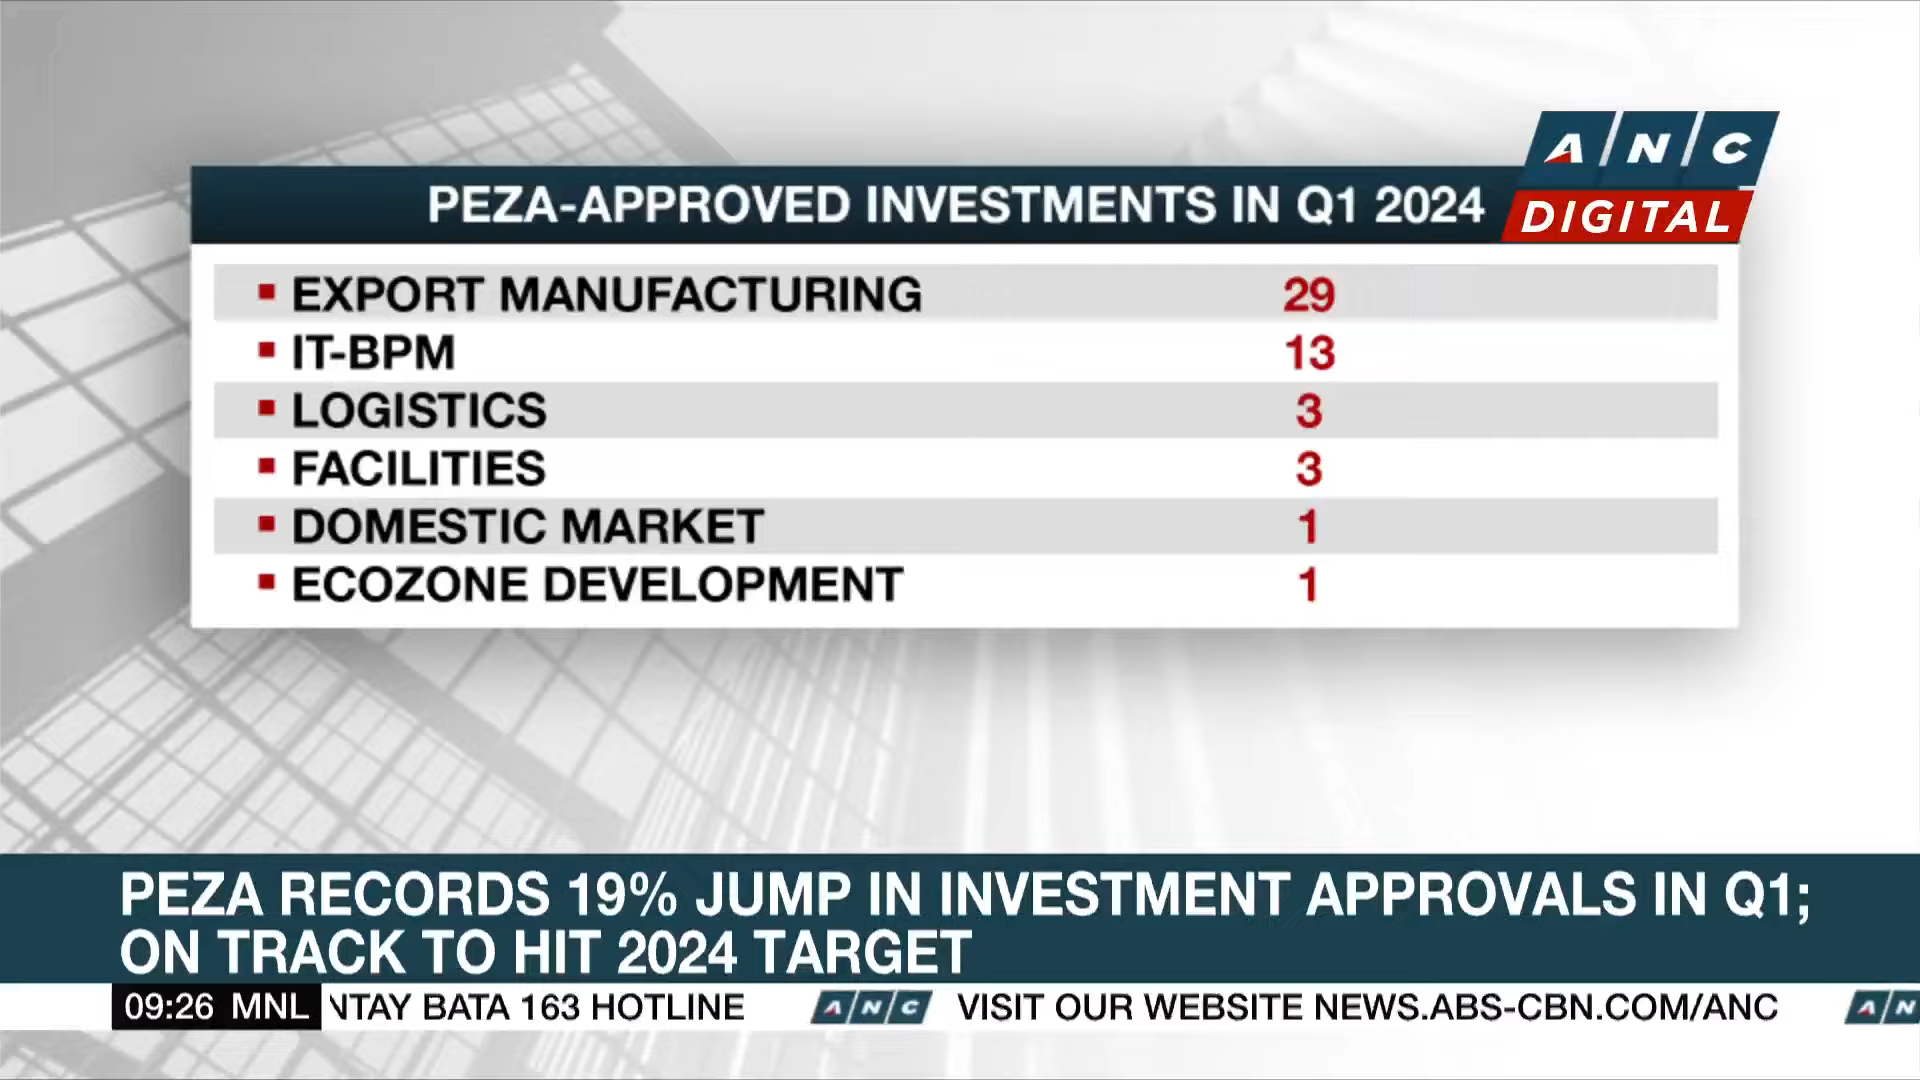 ANC
DIGITAL
PEZA-APPROVED INVESTMENTS IN Q1 2024
EXPORT MANUFACTURING 29
IT-BPM 13
LOGISTICS 3
FACILITIES 3
DOMESTIC MARKET 1
ECOZONE DEVELOPMENT 1
PEZA RECORDS 19% JUMP IN INVESTMENT APPROVALS IN Q1;
ON TRACK TO HIT 2024 TARGET
09:26 MNL NTAY BATA 163 HOTLINE ANC VISIT OUR WEBSITE NEWS.ABS-CBN.COM/ANC AN